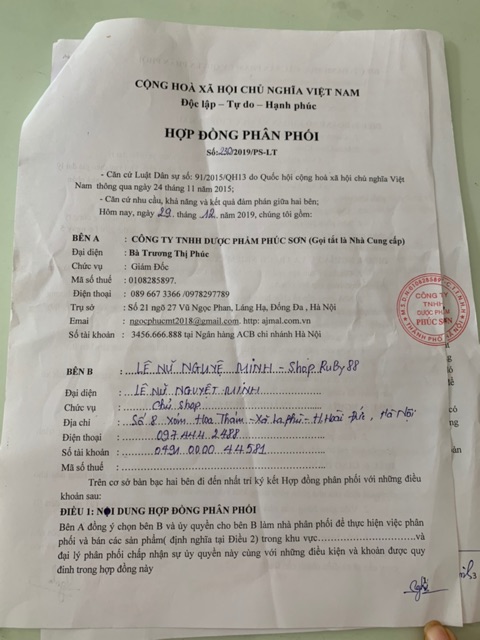 CỘNG HOÀ XÃ HỘI CHỦ NGHĨA VIỆT NAM
Độc lập – Tự do – Hạnh phúc
HỢP ĐỒNG PHÂN PHỐI
Số:230/2019/PS-LT
- Căn cứ Luật Dân sự số: 91/2015/QH13 do Quốc hội cộng hoà xã hội chủ nghĩa Việt
Nam thông qua ngày 24 tháng 11 năm 2015;
- Căn cứ nhu cầu, khả năng và kết quả đàm phán giữa hai bên;
Hôm nay, ngày 29. tháng 12. năm 2019, chúng tôi gồm:
BÊN A : CÔNG TY TNHH DƯỢC PHẨM PHÚC SƠN (Gọi tắt là Nhà Cung cấp)
Đại diện : Bà Trương Thị Phúc
Chức vụ : Giám Đốc
Mã số thuế : 0108285897.
Điện thoại : 089 667 3366 /0978297789
Trụ sở : Số 21 ngõ 27 Vũ Ngọc Phan, Láng Hạ, Đống Đa , Hà Nội
Emai : ngocphucmt2018@gmail.com. http: ajmal.com.vn
Số tài khoản : 3456.666.888 tại Ngân hàng ACB chi nhánh Hà Nội
CÔNG TY
TNHH
DƯỢC PHẨM
PHÚC SƠN
BÊN B : LÊ NỮ NGUYỆ MINH - Shop RuBy 88
Đại diện : LÊ NỮ NGUYỆT MINH
Chức vụ : Chủ Shop
Địa chỉ : Số 8 xóm Hoa Thám - Xã La phù - H. Hoài Đức, Hà Nội
Điện thoại : 097.444.2488
Số tài khoản : 0491 0000 44581
Mã số thuế :
Trên cơ sở bàn bạc hai bên đi đến nhất trí ký kết Hợp đồng phân phối với những điều
khoản sau:
ĐIỀU 1: NỘI DUNG HỢP ĐỒNG PHÂN PHỐI
Bên A đồng ý chọn bên B và ủy quyền cho bên B làm nhà phân phối để thực hiện việc phân
phối và bán các sản phẩm( định nghĩa tại Điều 2) trong khu vực...................và
đại lý phân phối chấp nhận sự ủy quyền này cùng với những điều kiện và khoản được quy
đinh trong hợp đồng này